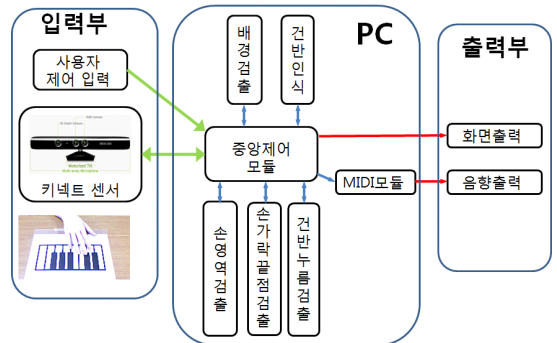 입력부
사용자
제어 입력
키넥트 센서
PC
배경검출
건반인식
중앙제어
모듈
MIDI모듈
손영역검출
손가락끝점검출
건반누름검출
출력부
화면출력
음향출력